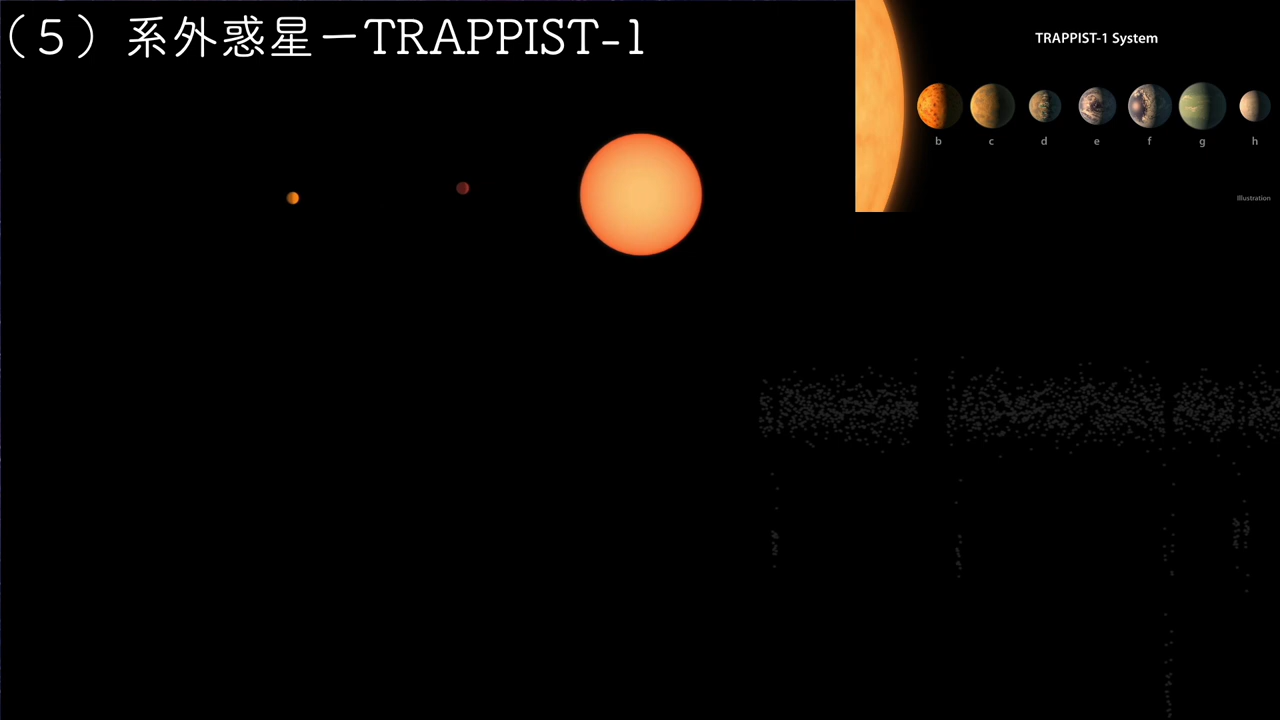 （５）系外惑星－TRAPPIST-1
TRAPPIST-1 System
b c d e f g h
Illustration